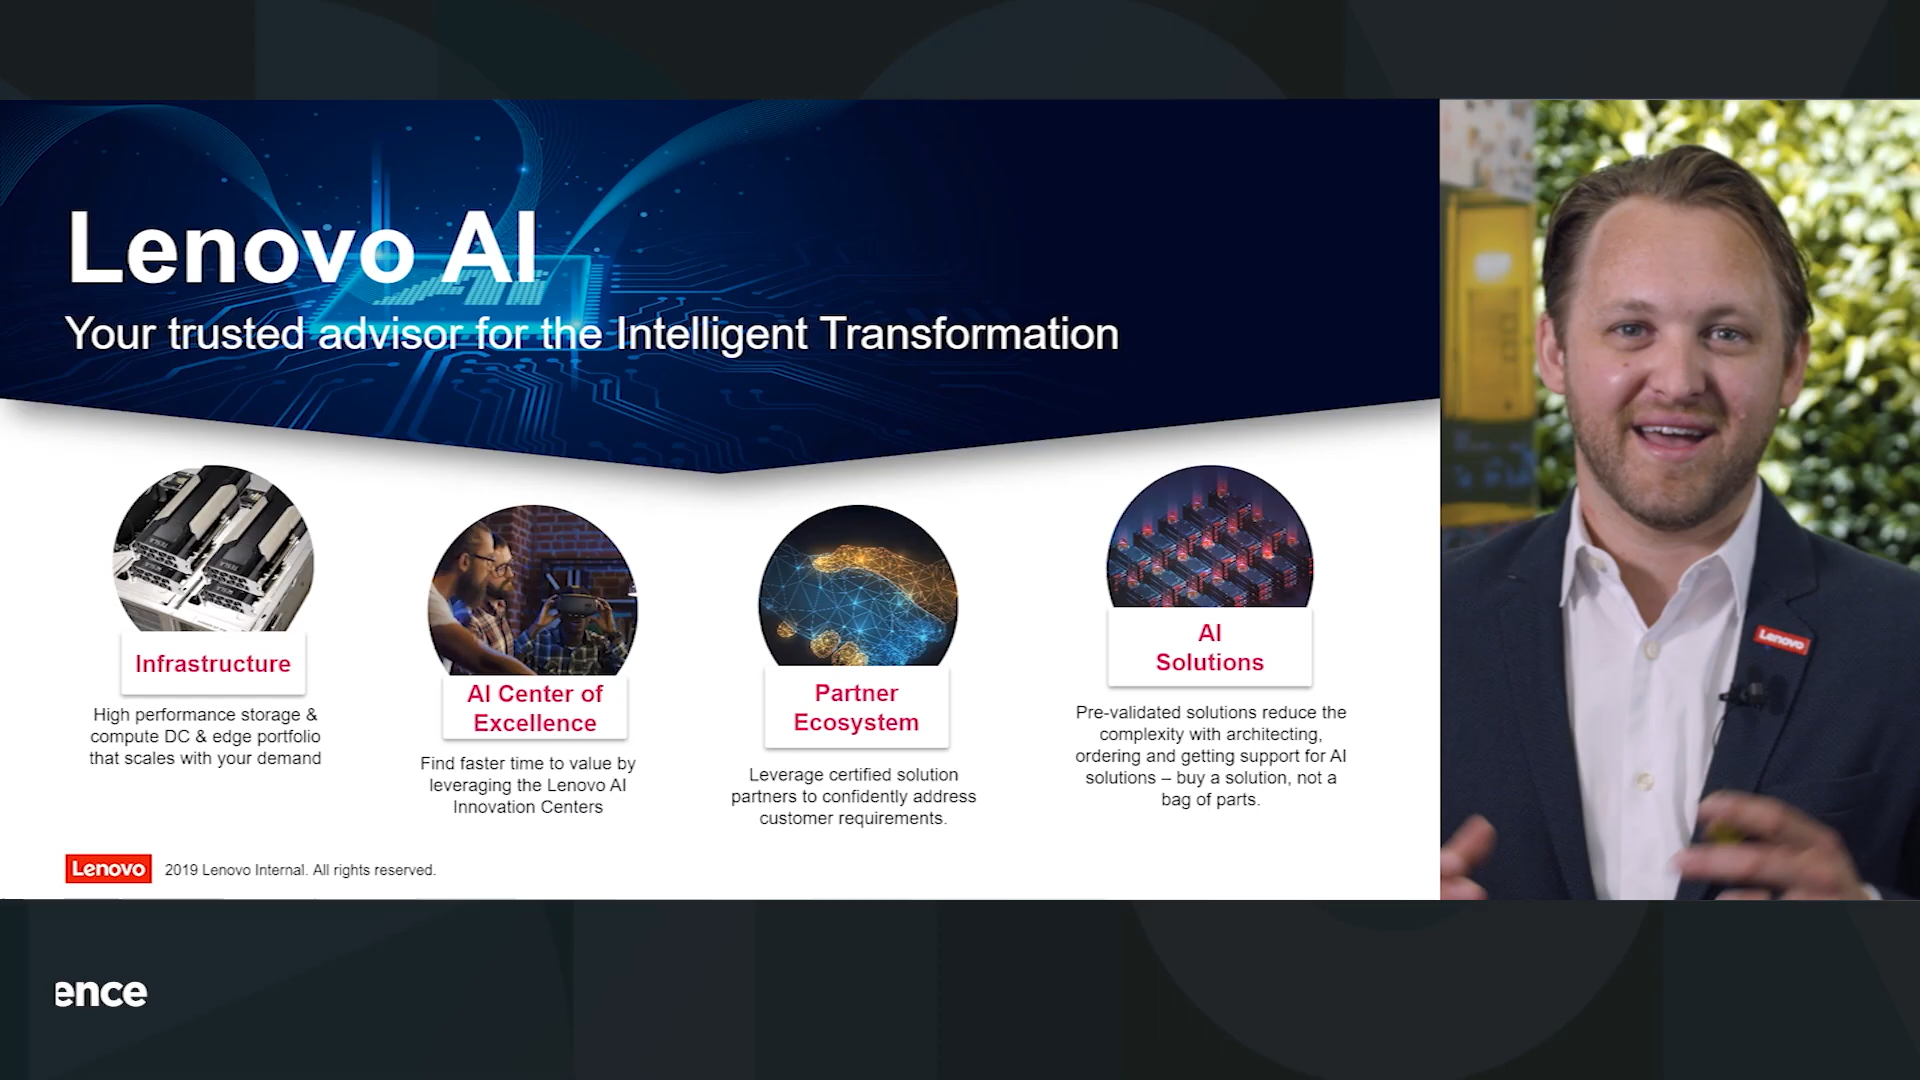 Lenovo AI
Your trusted advisor for the Intelligent Transformation
Infrastructure
High performance storage &
compute DC & edge portfolio
that scales with your demand
AI Center of
Excellence
Find faster time to value by
leveraging the Lenovo AI
Innovation Centers
Partner
Ecosystem
Leverage certified solution
partners to confidently address
customer requirements.
AI
Solutions
Pre-validated solutions reduce the
complexity with architecting,
ordering and getting support for AI
solutions – buy a solution, not a
bag of parts.
Lenovo
2019 Lenovo Internal. All rights reserved.
Lenovo
ence